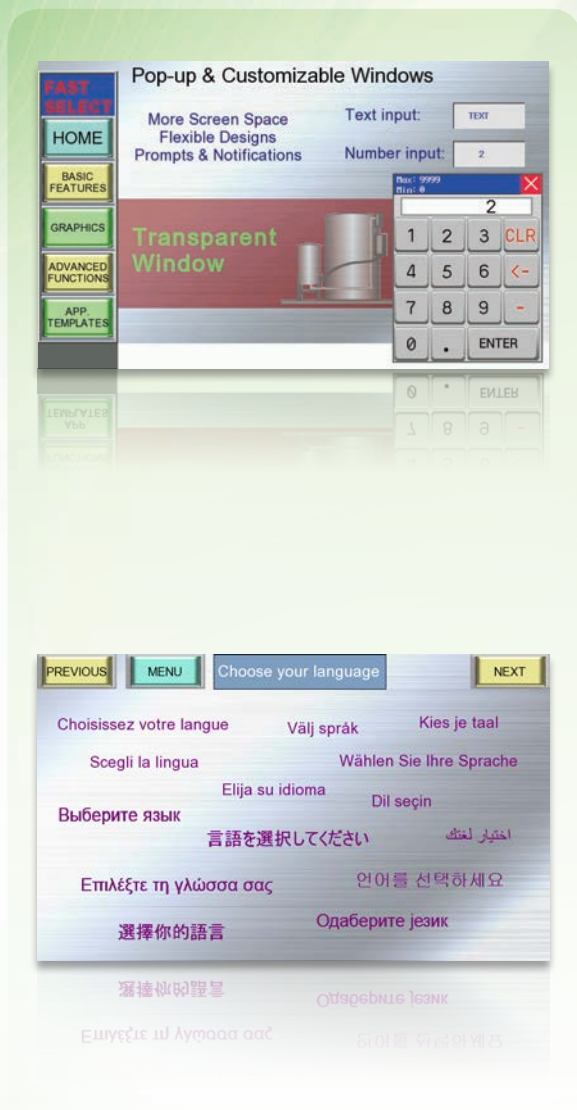 Pop-up & Customizable Windows
FAST
SELECT
HOME
BASIC
FEATURES
GRAPHICS
ADVANCED
FUNCTIONS
APP.
TEMPLATES
More Screen Space
Flexible Designs
Prompts & Notifications
Text input:
TEXT
Number input:
2
Transparent
Window
Max: 9999
Min: 0
2
1 2 3 CLR
4 5 6 <-
7 8 9 -
0 . ENTER
PREVIOUS
MENU
Choose your language
NEXT
Choisissez votre langue
Välj språk
Kies je taal
Scegli la lingua
Wählen Sie Ihre Sprache
Elija su idioma
Dil seçin
Выберите язык
言語を選択してください
اختيار لغتك
Επιλέξτε τη γλώσσα σας
언어를 선택하세요
選擇你的語言
Одаберите језик